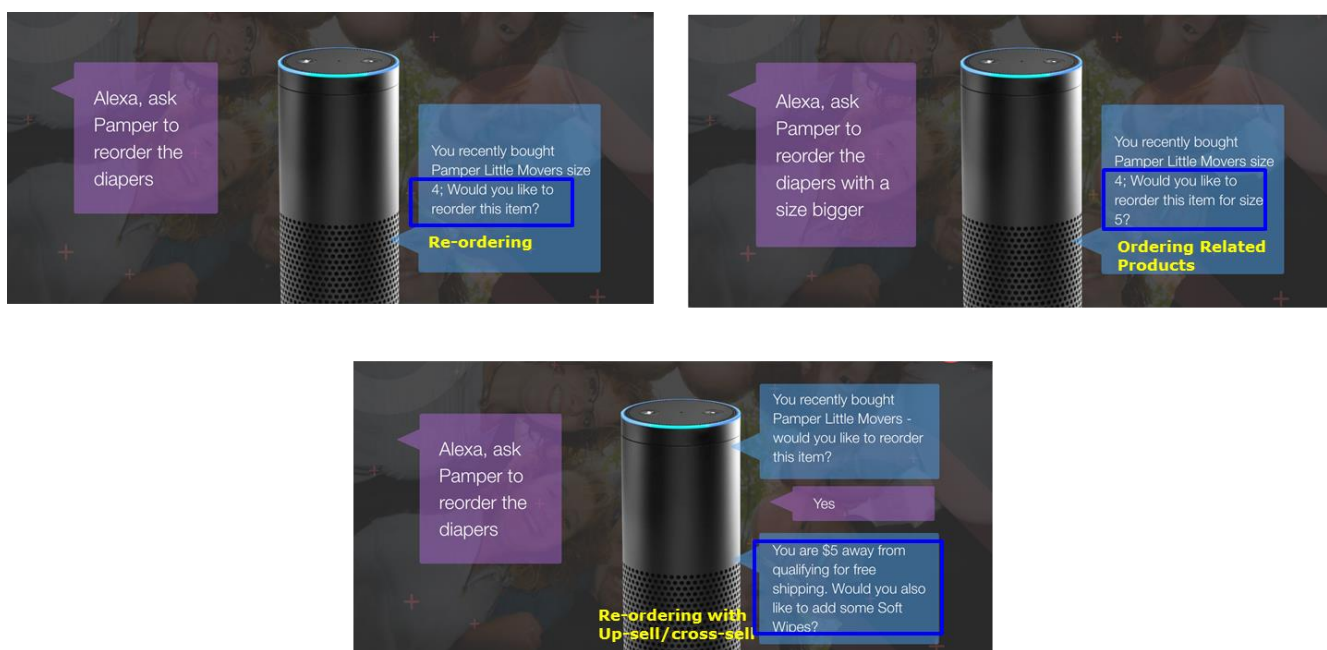 Alexa, ask
Pamper to
reorder the
diapers
You recently bought
Pamper Little Movers size
4; Would you like to
reorder this item?
Re-ordering
Alexa, ask
Pamper to
reorder the
diapers with a
size bigger
You recently bought
Pamper Little Movers size
4; Would you like to
reorder this item for size
5?
Ordering Related
Products
Alexa, ask
Pamper to
reorder the
diapers
You recently bought
Pamper Little Movers -
would you like to reorder
this item?
Yes
You are $5 away from
qualifying for free
shipping. Would you also
like to add some Soft
Wipes?
Re-ordering with
Up-sell/cross-sell